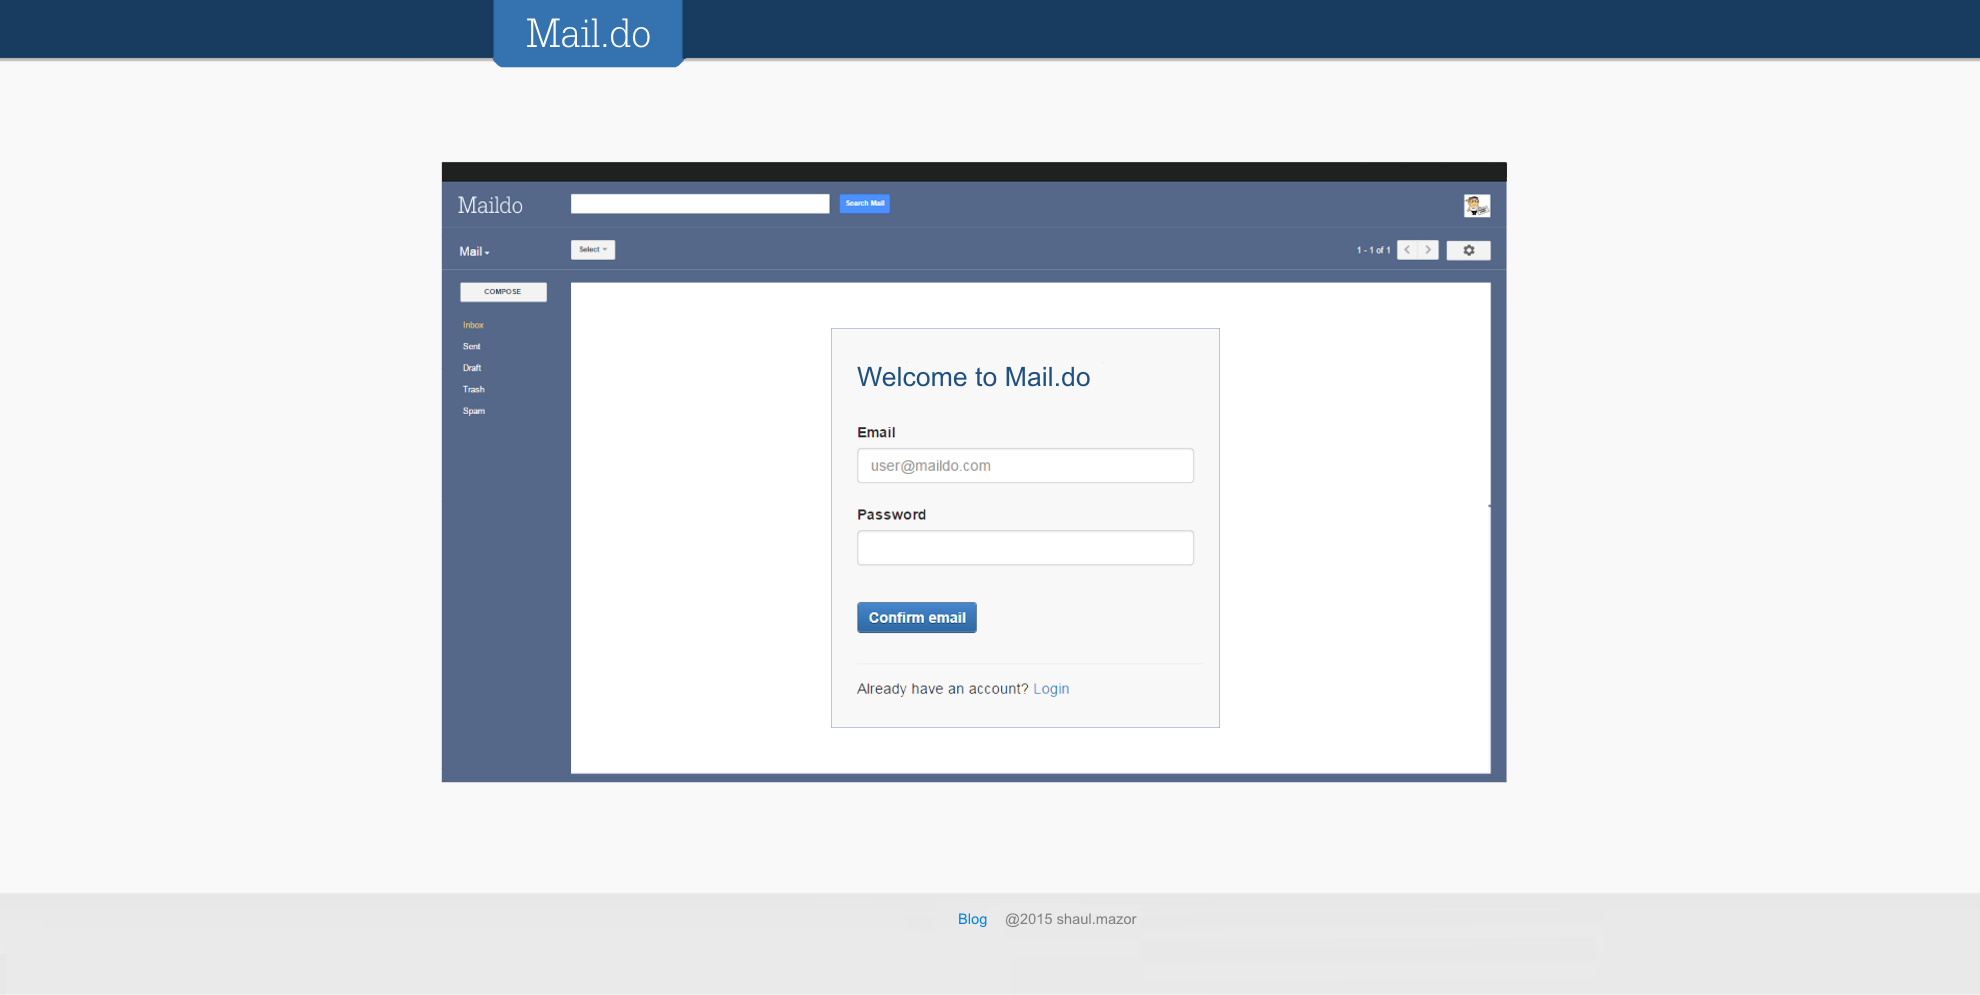 Mail.do
Maildo
Search Mail
Mail
Select
1 - 1 of 1
COMPOSE
Inbox
Sent
Draft
Trash
Spam
Welcome to Mail.do
Email
user@maildo.com
Password
Confirm email
Already have an account? Login
Blog @2015 shaul.mazor